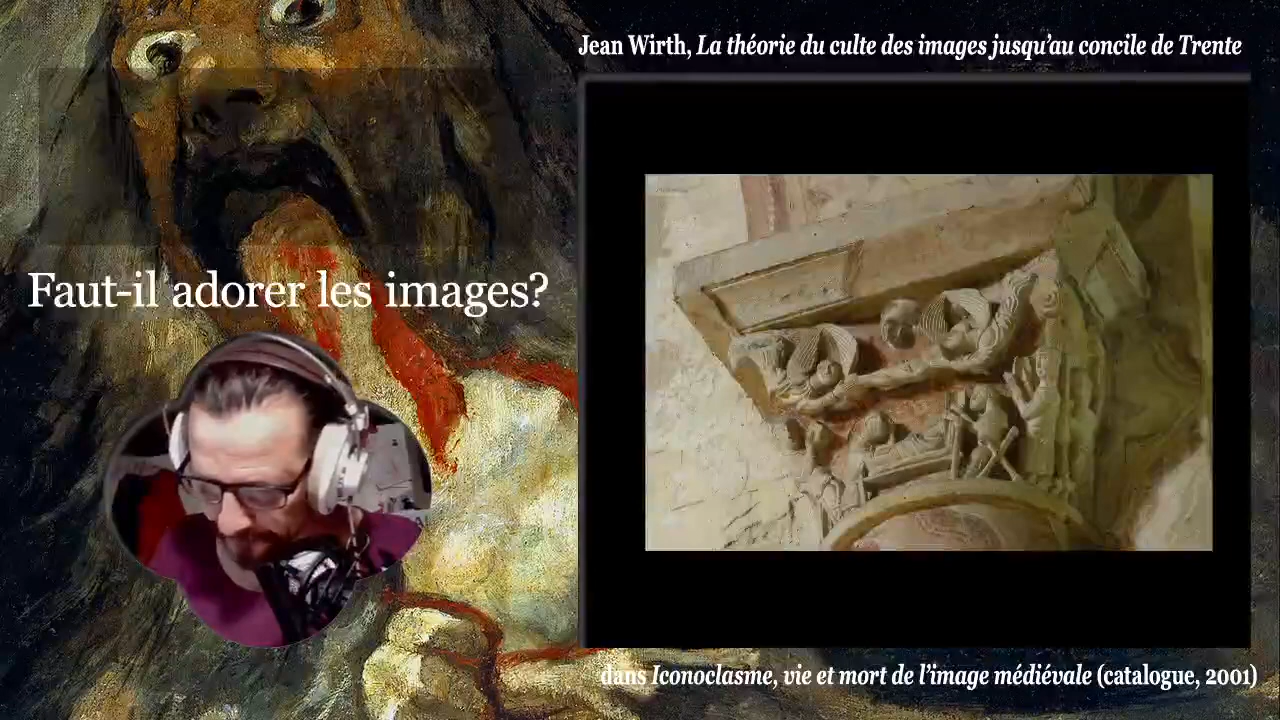 Jean Wirth, La théorie du culte des images jusqu'au concile de Trente
Faut-il adorer les images?
dans Iconoclasme, vie et mort de l'image médiévale (catalogue, 2001)